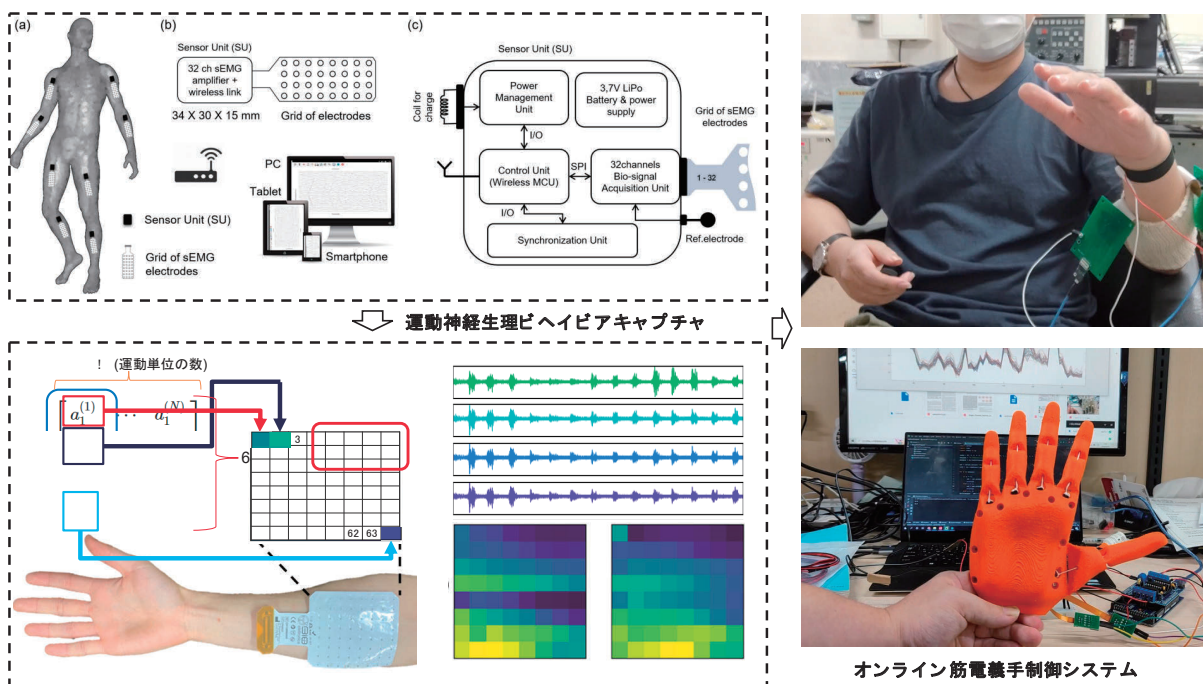 (a)
(b)
(c)
Sensor Unit (SU)
32 ch sEMG
amplifier +
wireless link
34 X 30 X 15 mm
Grid of electrodes
PC
Tablet
Smartphone
Sensor Unit (SU)
Grid of sEMG
electrodes
Sensor Unit (SU)
Coil for
charge
Power
Management
Unit
3,7V LiPo
Battery & power
supply
Grid of sEMG
electrodes
I/O
Control Unit
(Wireless MCU)
SPI
32channels
Bio-signal
Acquisition Unit
1 - 32
I/O
Synchronization Unit
Ref.electrode
運動神経生理ビヘイビアキャプチャ
! (運動単位の数)
a₁⁽¹⁾ ⋯ a₁⁽ᴺ⁾
3
6
62 63
オンライン筋電義手制御システム